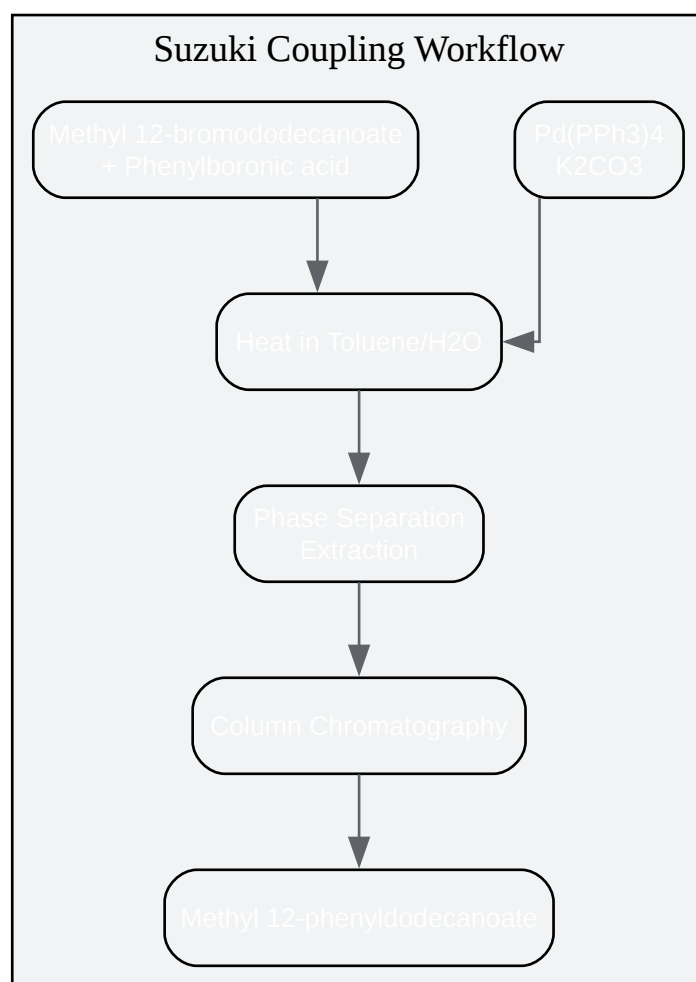 Suzuki Coupling Workflow
Methyl 12-bromododecanoate
+ Phenylboronic acid
Pd(PPh3)4
K2CO3
Heat in Toluene/H2O
Phase Separation
Extraction
Column Chromatography
Methyl 12-phenyldodecanoate